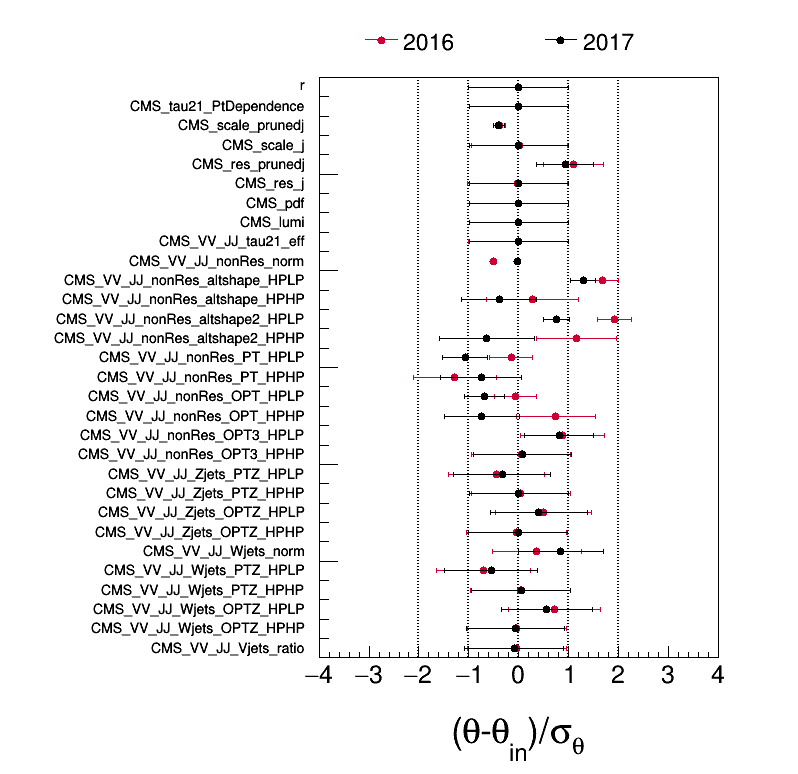 2016 2017
r
CMS_tau21_PtDependence
CMS_scale_prunedj
CMS_scale_j
CMS_res_prunedj
CMS_res_j
CMS_pdf
CMS_lumi
CMS_VV_JJ_tau21_eff
CMS_VV_JJ_nonRes_norm
CMS_VV_JJ_nonRes_altshape_HPLP
CMS_VV_JJ_nonRes_altshape_HPHP
CMS_VV_JJ_nonRes_altshape2_HPLP
CMS_VV_JJ_nonRes_altshape2_HPHP
CMS_VV_JJ_nonRes_PT_HPLP
CMS_VV_JJ_nonRes_PT_HPHP
CMS_VV_JJ_nonRes_OPT_HPLP
CMS_VV_JJ_nonRes_OPT_HPHP
CMS_VV_JJ_nonRes_OPT3_HPLP
CMS_VV_JJ_nonRes_OPT3_HPHP
CMS_VV_JJ_Zjets_PTZ_HPLP
CMS_VV_JJ_Zjets_PTZ_HPHP
CMS_VV_JJ_Zjets_OPTZ_HPLP
CMS_VV_JJ_Zjets_OPTZ_HPHP
CMS_VV_JJ_Wjets_norm
CMS_VV_JJ_Wjets_PTZ_HPLP
CMS_VV_JJ_Wjets_PTZ_HPHP
CMS_VV_JJ_Wjets_OPTZ_HPLP
CMS_VV_JJ_Wjets_OPTZ_HPHP
CMS_VV_JJ_Vjets_ratio
−4 −3 −2 −1 0 1 2 3 4
(θ-θin)/σθ